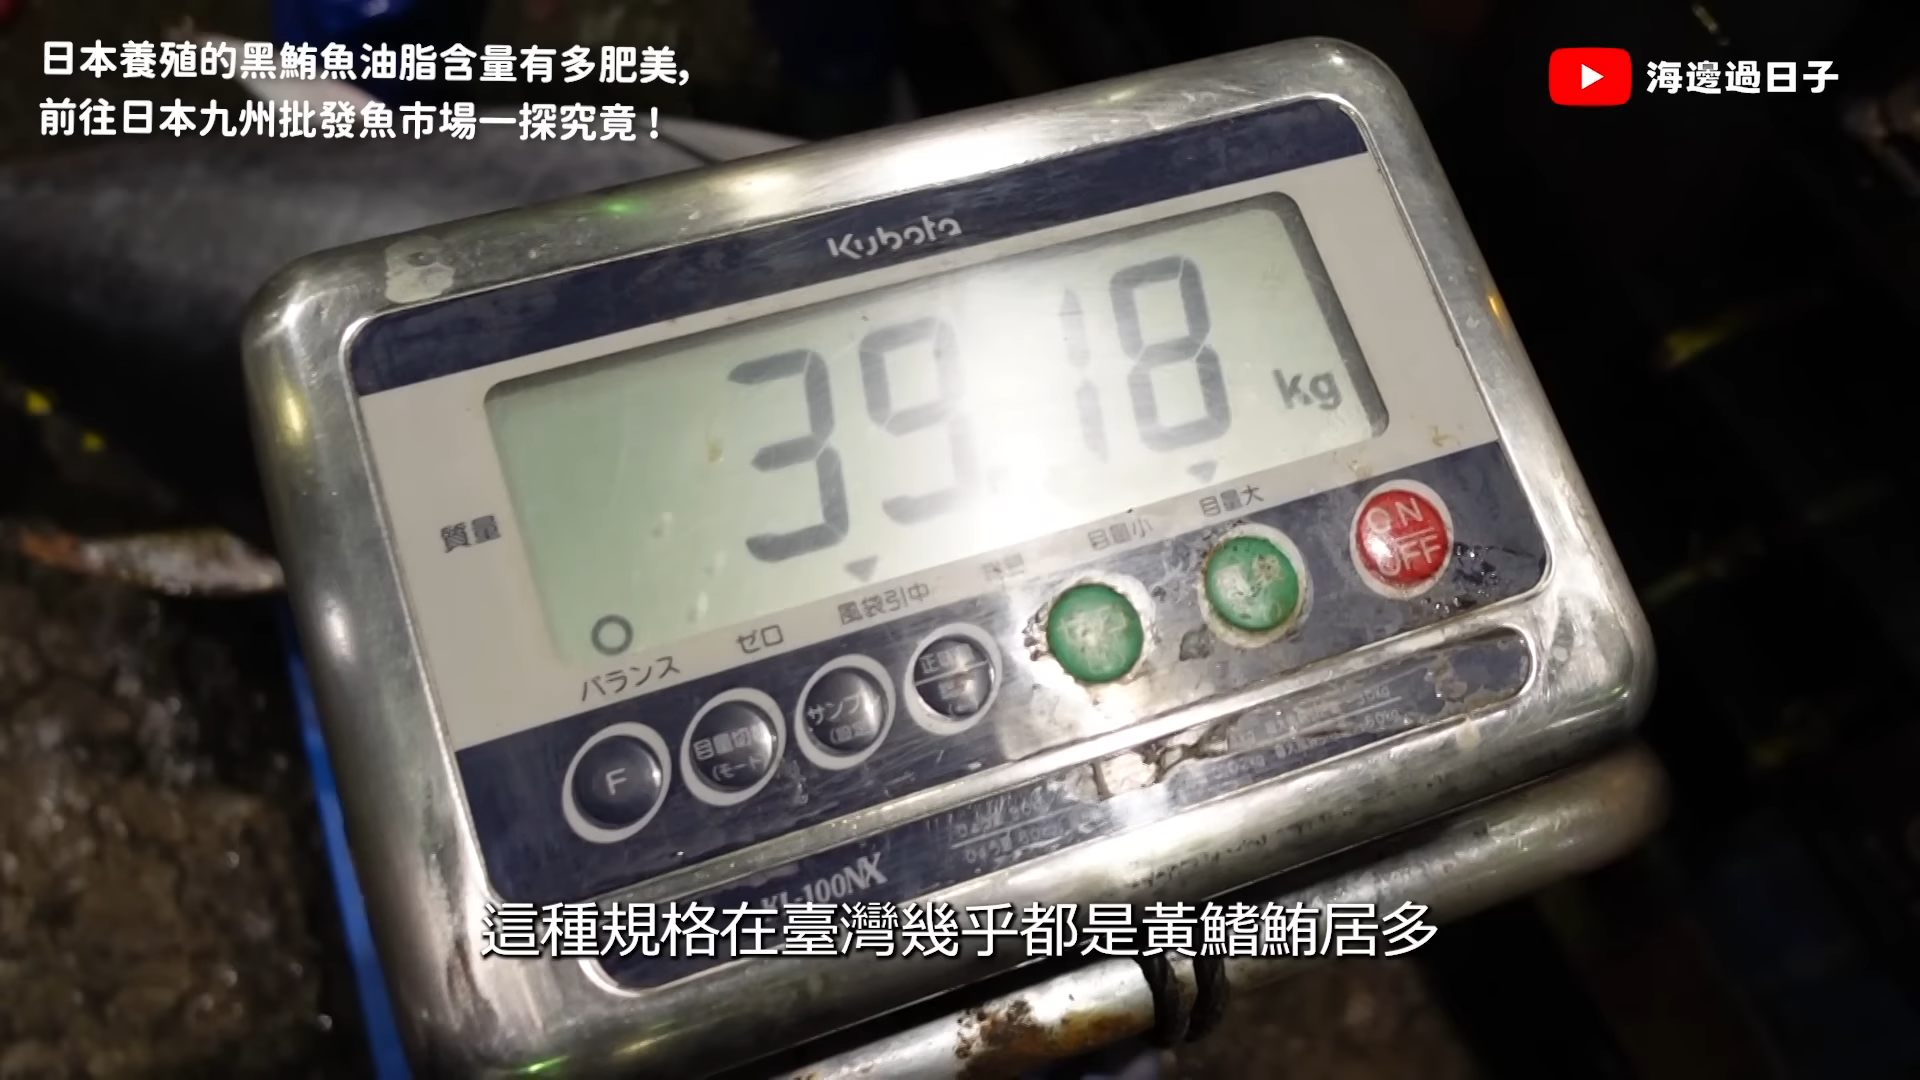 日本養殖的黑鮪魚油脂含量有多肥美,
前往日本九州批發魚市場一探究竟！
海邊過日子
Kubota
39.18 kg
質量
目量小
目量大
ON
OFF
風袋引中
ゼロ
バランス
F
KL-100NX
這種規格在臺灣幾乎都是黃鰭鮪居多